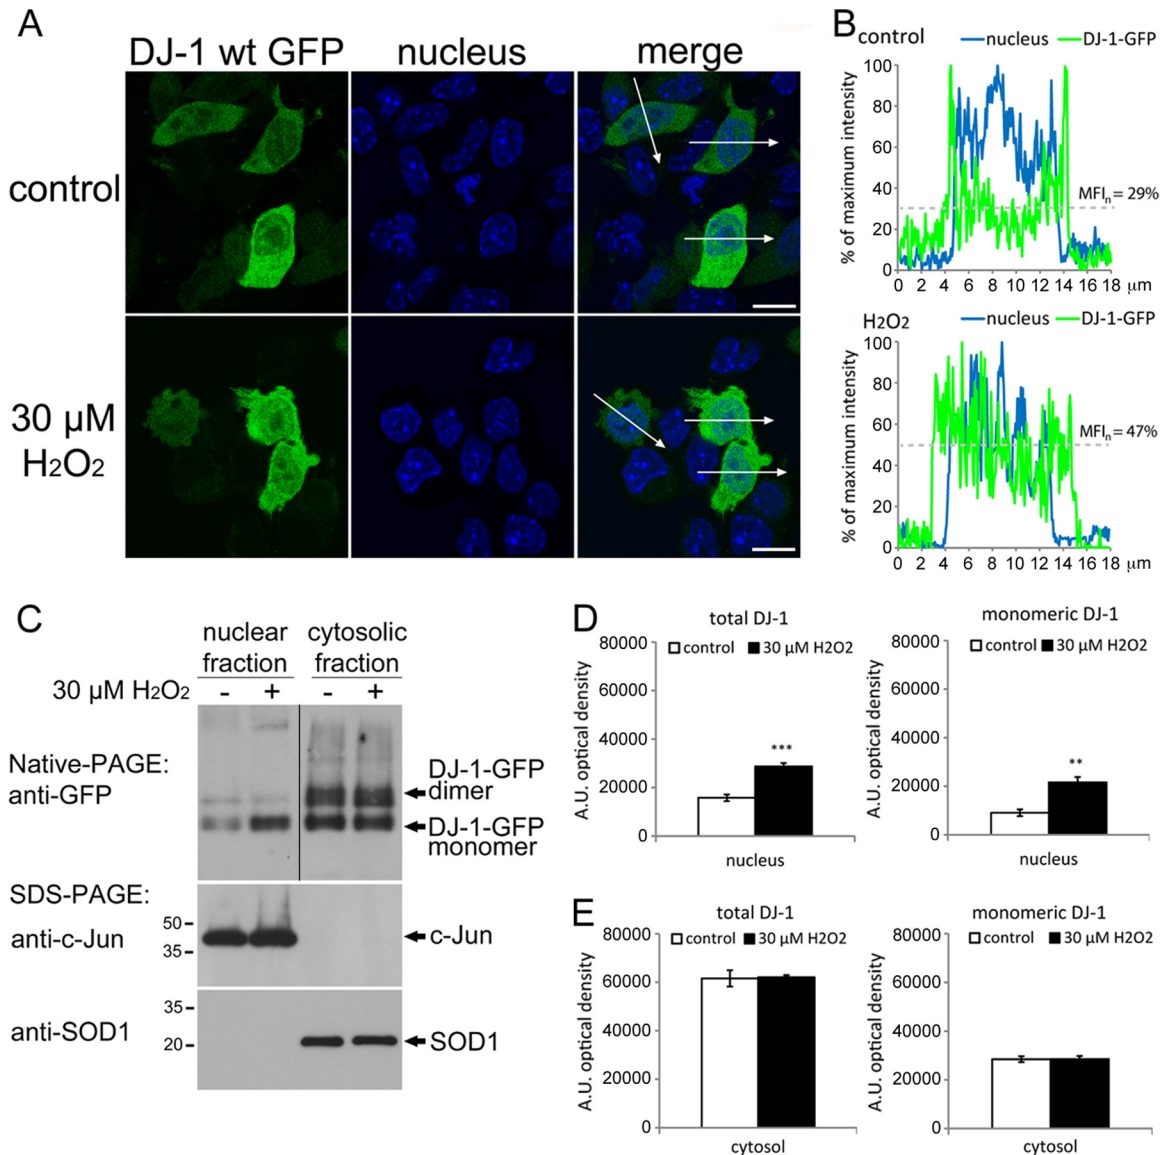 A
DJ-1 wt GFP nucleus merge
control
30 µM
H2O2
B
control
nucleus DJ-1-GFP
% of maximum intensity
100
80
60
40
20
0
MFIn = 29%
0 2 4 6 8 10 12 14 16 18 µm
H2O2
nucleus DJ-1-GFP
% of maximum intensity
100
80
60
40
20
0
MFIn = 47%
0 2 4 6 8 10 12 14 16 18 µm
C
nuclear fraction
cytosolic fraction
30 µM H2O2 - + - +
Native-PAGE:
anti-GFP
DJ-1-GFP
dimer
DJ-1-GFP
monomer
SDS-PAGE:
anti-c-Jun
50
35
c-Jun
anti-SOD1
35
20
SOD1
D
total DJ-1
control 30 µM H2O2
A.U. optical density
80000
60000
40000
20000
0
***
nucleus
monomeric DJ-1
control 30 µM H2O2
A.U. optical density
80000
60000
40000
20000
0
**
nucleus
E
total DJ-1
control 30 µM H2O2
A.U. optical density
80000
60000
40000
20000
0
cytosol
monomeric DJ-1
control 30 µM H2O2
A.U. optical density
80000
60000
40000
20000
0
cytosol